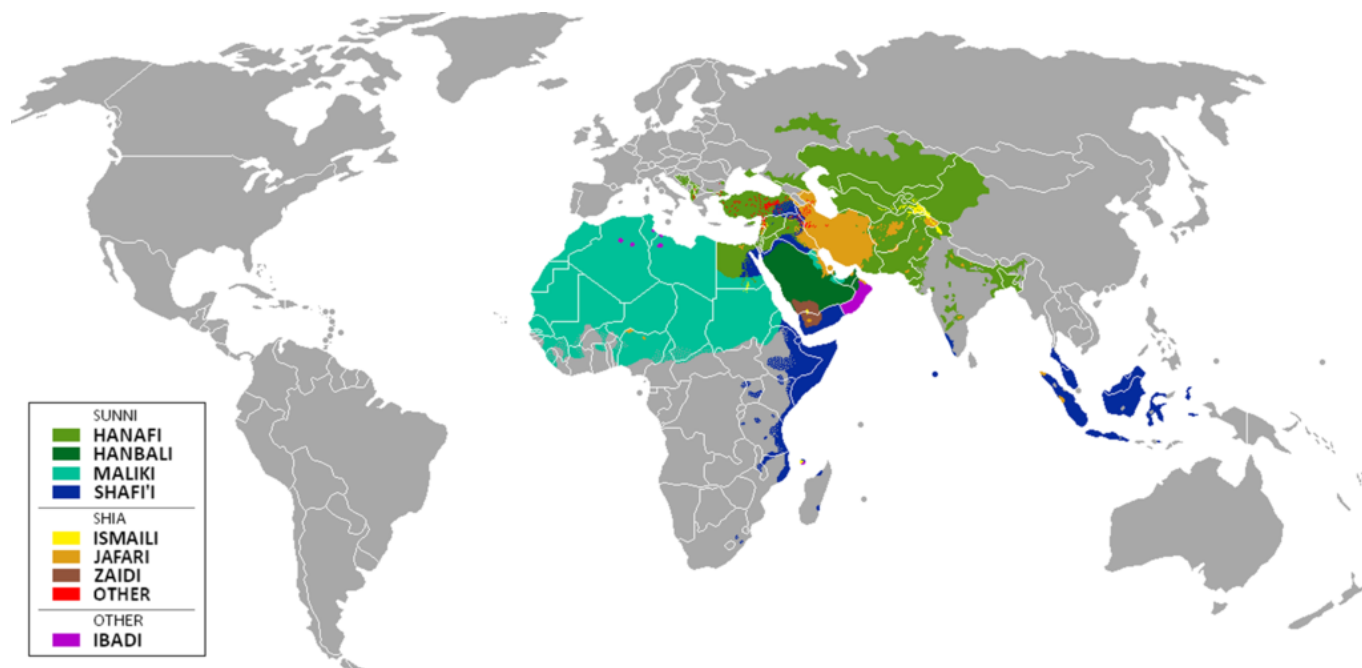 SUNNI
HANAFI
HANBALI
MALIKI
SHAFI'I
SHIA
ISMAILI
JAFARI
ZAIDI
OTHER
OTHER
IBADI